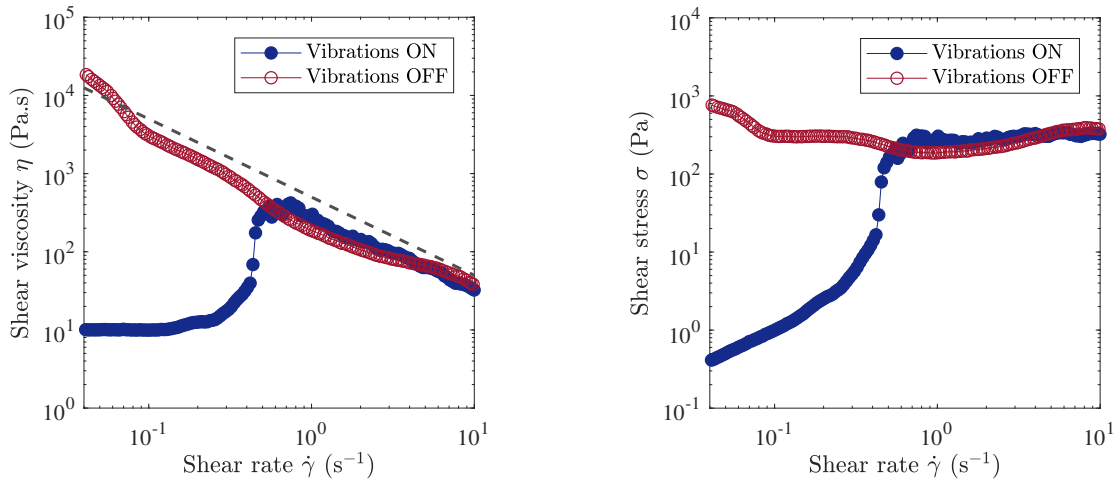 10^5
10^4
10^3
10^2
10^1
10^0
Shear viscosity η (Pa.s)
Vibrations ON
Vibrations OFF
10^-1
10^0
10^1
Shear rate γ̇ (s^-1)
10^3
10^2
10^1
10^0
10^-1
10^4
Shear stress σ (Pa)
Vibrations ON
Vibrations OFF
10^-1
10^0
10^1
Shear rate γ̇ (s^-1)